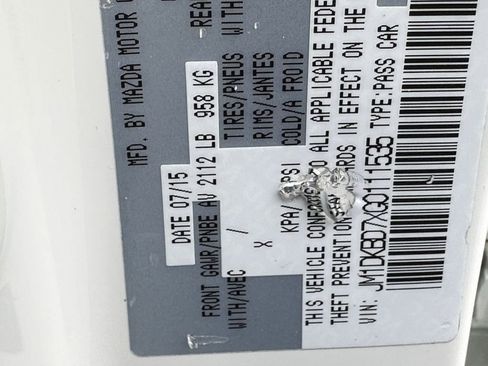 MFD. BY MAZDA MOTOR
DATE 07/15
FRONT GAWR/PNBE AV 2112 LB 958 KG
WITH/AVEC /
TIRES/PNEUS WITH
X RIMS/JANTES
KPA/ PSI COLD/A FROID
THIS VEHICLE TO ALL APPLICABLE
THEFT PREVENTION IN EFFECT ON THE
VIN: JM1DKBD7XG0111535 TYPE: PASS CAR